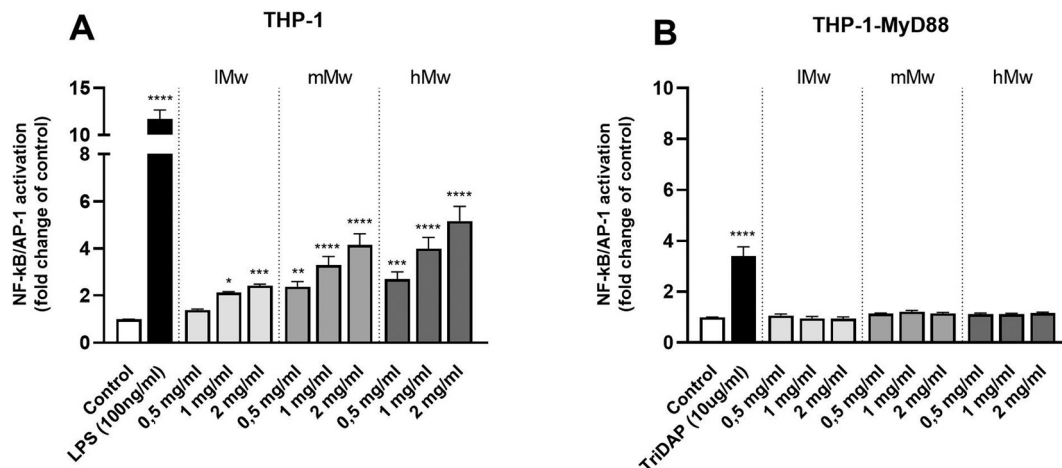 A
THP-1
lMw
mMw
hMw
NF-kB/AP-1 activation
(fold change of control)
15
10
8
6
4
2
0
****
*
***
**
****
****
***
****
****
Control
LPS (100ng/ml)
0,5 mg/ml
1 mg/ml
2 mg/ml
0,5 mg/ml
1 mg/ml
2 mg/ml
0,5 mg/ml
1 mg/ml
2 mg/ml
B
THP-1-MyD88
lMw
mMw
hMw
NF-kB/AP-1 activation
(fold change of control)
10
8
6
4
2
0
****
Control
TriDAP (10ug/ml)
0,5 mg/ml
1 mg/ml
2 mg/ml
0,5 mg/ml
1 mg/ml
2 mg/ml
0,5 mg/ml
1 mg/ml
2 mg/ml